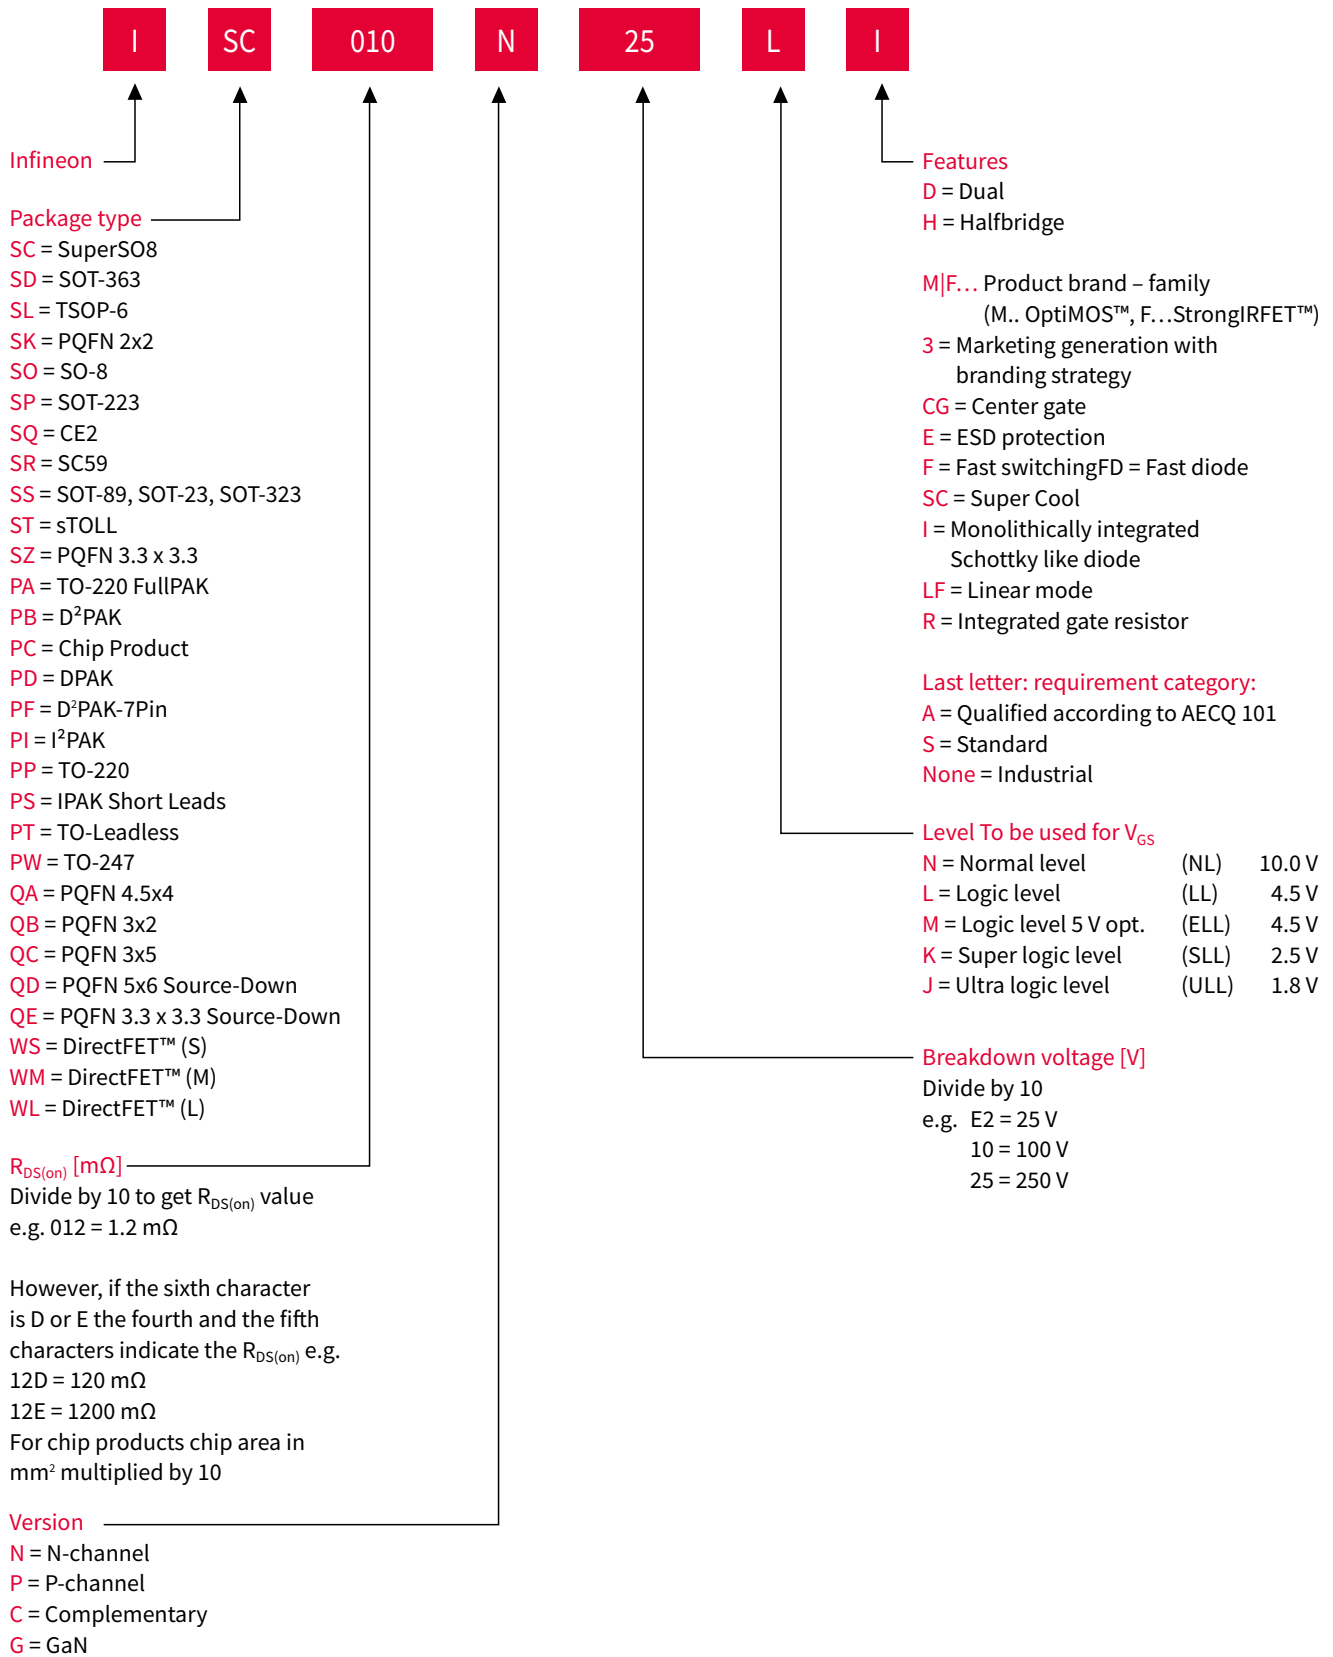 I SC 010 N 25 L I
Infineon
Package type
SC = SuperSO8
SD = SOT-363
SL = TSOP-6
SK = PQFN 2x2
SO = SO-8
SP = SOT-223
SQ = CE2
SR = SC59
SS = SOT-89, SOT-23, SOT-323
ST = sTOLL
SZ = PQFN 3.3 x 3.3
PA = TO-220 FullPAK
PB = D²PAK
PC = Chip Product
PD = DPAK
PF = D²PAK-7Pin
PI = I²PAK
PP = TO-220
PS = IPAK Short Leads
PT = TO-Leadless
PW = TO-247
QA = PQFN 4.5x4
QB = PQFN 3x2
QC = PQFN 3x5
QD = PQFN 5x6 Source-Down
QE = PQFN 3.3 x 3.3 Source-Down
WS = DirectFET™ (S)
WM = DirectFET™ (M)
WL = DirectFET™ (L)
RDS(on) [mΩ]
Divide by 10 to get RDS(on) value
e.g. 012 = 1.2 mΩ
However, if the sixth character
is D or E the fourth and the fifth
characters indicate the RDS(on) e.g.
12D = 120 mΩ
12E = 1200 mΩ
For chip products chip area in
mm² multiplied by 10
Version
N = N-channel
P = P-channel
C = Complementary
G = GaN
Features
D = Dual
H = Halfbridge
M|F… Product brand – family
(M.. OptiMOS™, F…StrongIRFET™)
3 = Marketing generation with
branding strategy
CG = Center gate
E = ESD protection
F = Fast switchingFD = Fast diode
SC = Super Cool
I = Monolithically integrated
Schottky like diode
LF = Linear mode
R = Integrated gate resistor
Last letter: requirement category:
A = Qualified according to AECQ 101
S = Standard
None = Industrial
Level To be used for VGS
N = Normal level (NL) 10.0 V
L = Logic level (LL) 4.5 V
M = Logic level 5 V opt. (ELL) 4.5 V
K = Super logic level (SLL) 2.5 V
J = Ultra logic level (ULL) 1.8 V
Breakdown voltage [V]
Divide by 10
e.g. E2 = 25 V
10 = 100 V
25 = 250 V